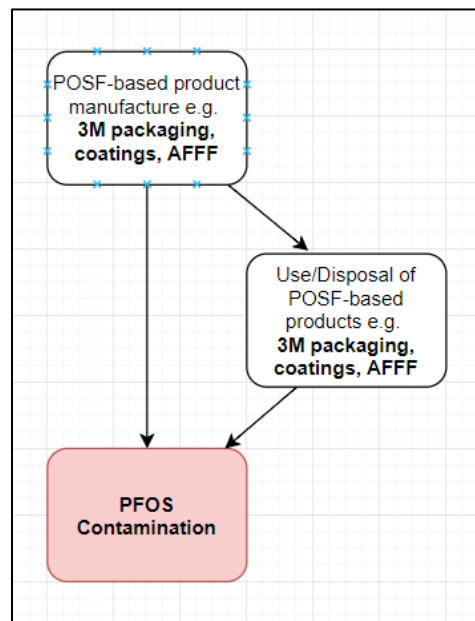 POSF-based product
manufacture e.g.
3M packaging,
coatings, AFFF
Use/Disposal of
POSF-based
products e.g.
3M packaging,
coatings, AFFF
PFOS
Contamination